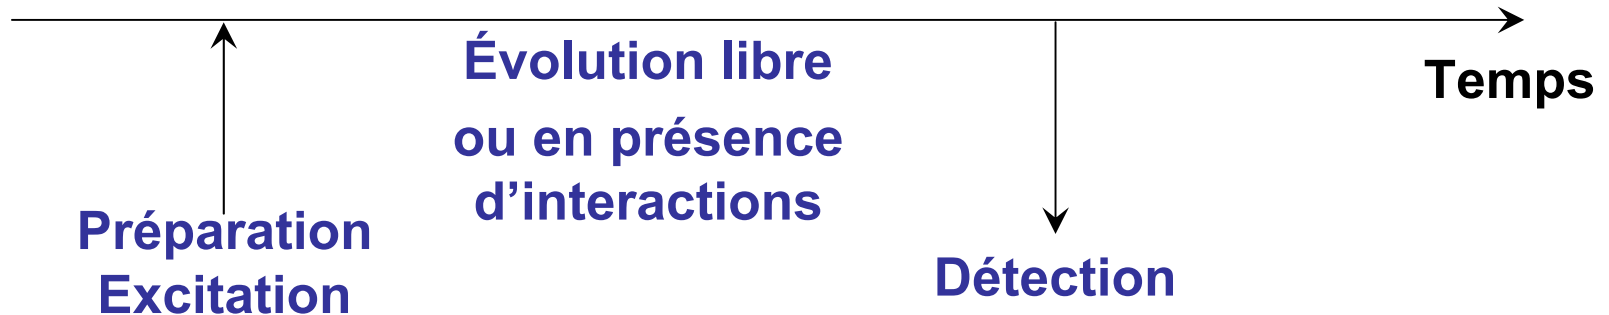 Évolution libre
ou en présence
d’interactions
Temps
Préparation
Excitation
Détection